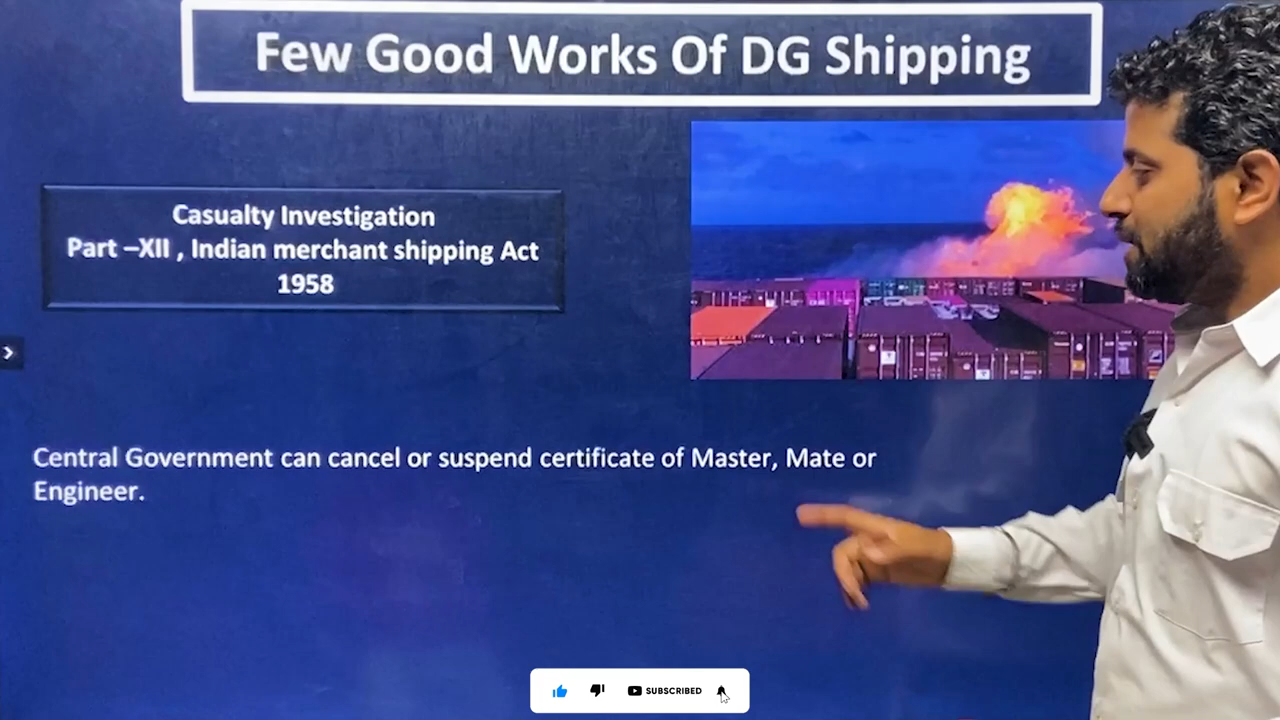 Few Good Works Of DG Shipping
Casualty Investigation
Part –XII , Indian merchant shipping Act
1958
Central Government can cancel or suspend certificate of Master, Mate or
Engineer.
SUBSCRIBED